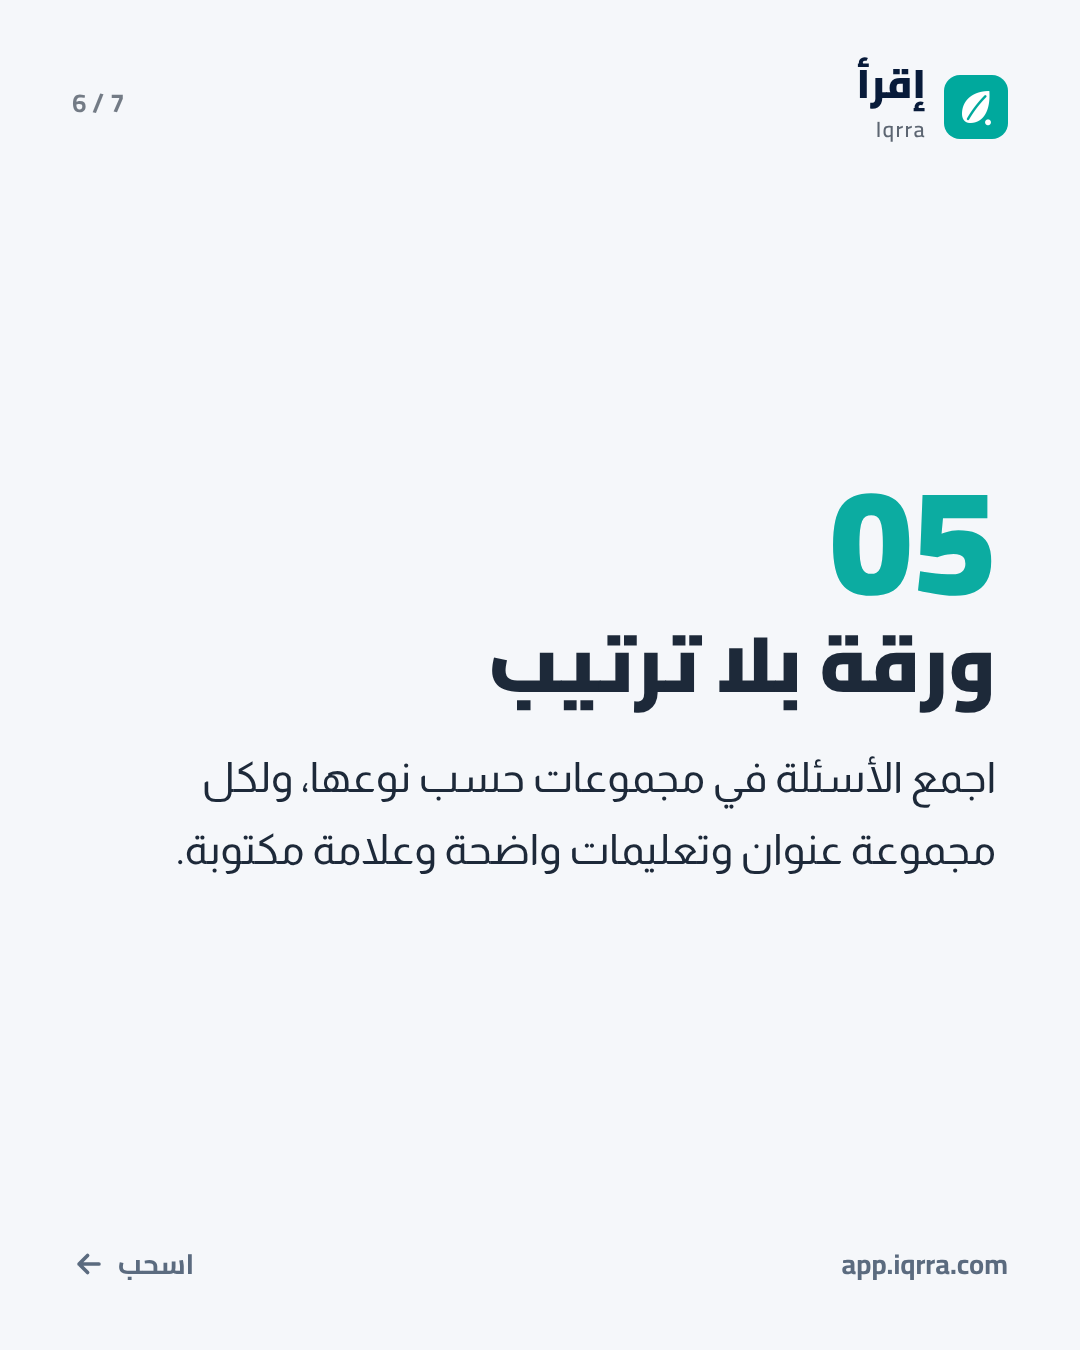 إقرأ
Iqrra
6 / 7
05
ورقة بلا ترتيب
اجمع الأسئلة في مجموعات حسب نوعها، ولكل
مجموعة عنوان وتعليمات واضحة وعلامة مكتوبة.
app.iqrra.com
اسحب ←